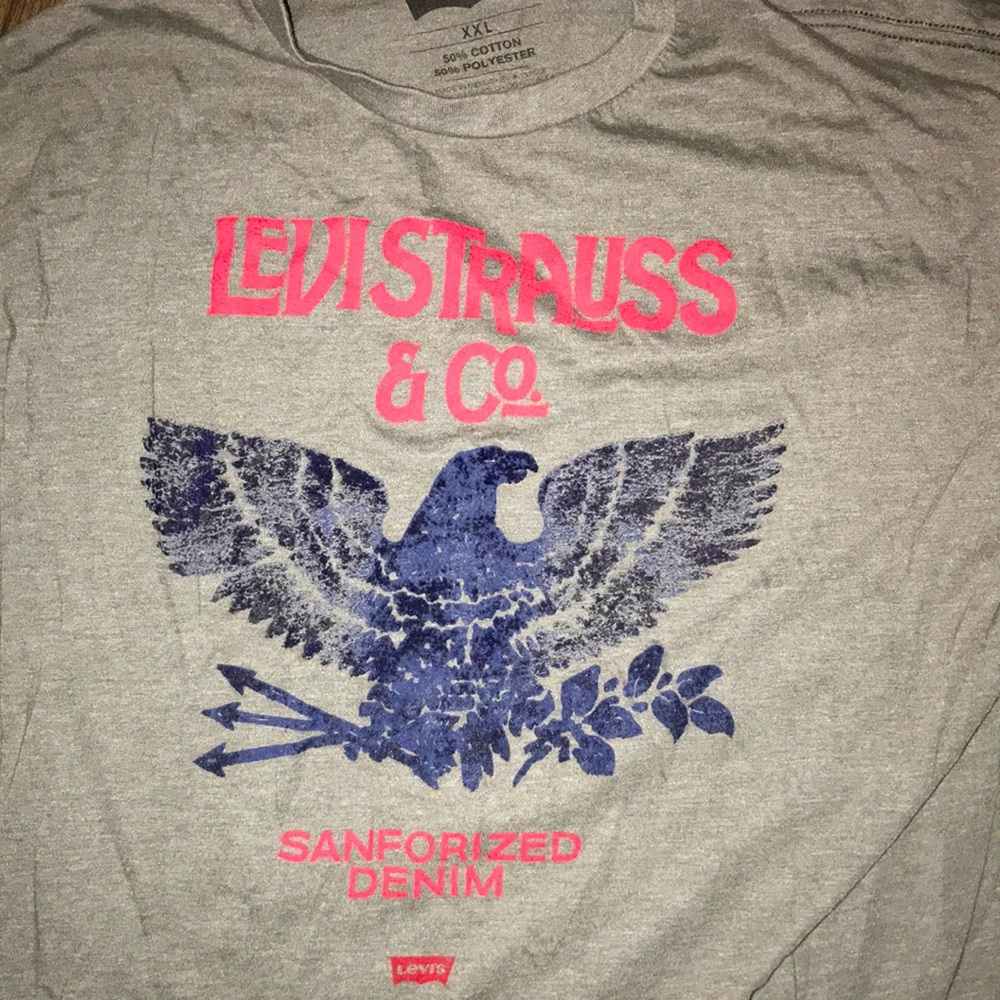 XXL
50% COTTON
50% POLYESTER
LEVI STRAUSS
& CO.
SANFORIZED
DENIM
Levi's